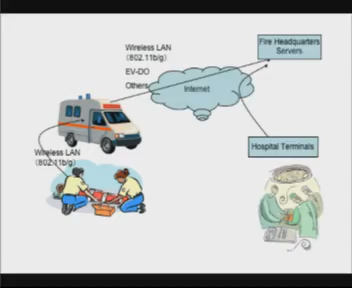 Wireless LAN
(802.11b/g)
EV-DO
Others
Internet
Fire Headquarters
Servers
Hospital Terminals
Wireless LAN
(802.11b/g)